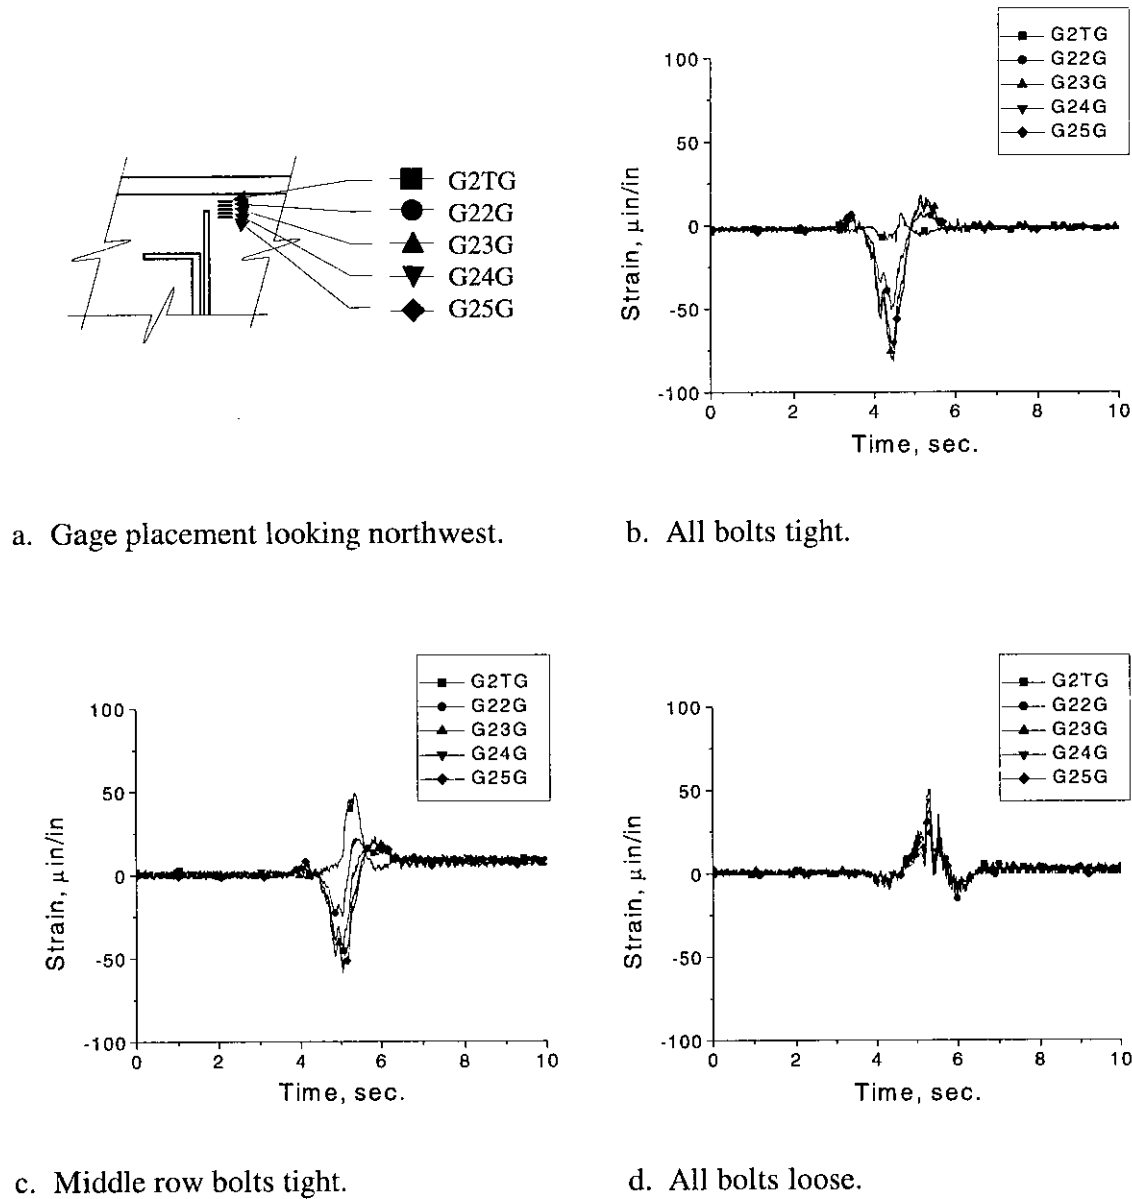 G2TG
G22G
G23G
G24G
G25G
G2TG
G22G
G23G
G24G
G25G
100
50
0
-50
-100
Strain, μin/in
0 2 4 6 8 10
Time, sec.
a. Gage placement looking northwest.
b. All bolts tight.
G2TG
G22G
G23G
G24G
G25G
100
50
0
-50
-100
Strain, μin/in
0 2 4 6 8 10
Time, sec.
G2TG
G22G
G23G
G24G
G25G
100
50
0
-50
-100
Strain, μin/in
0 2 4 6 8 10
Time, sec.
c. Middle row bolts tight.
d. All bolts loose.